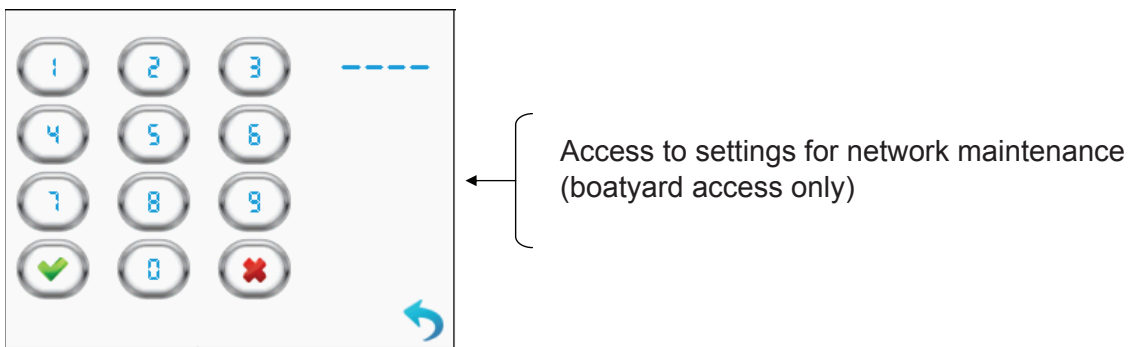 1 2 3 ----
4 5 6
Access to settings for network maintenance
(boatyard access only)
7 8 9
0